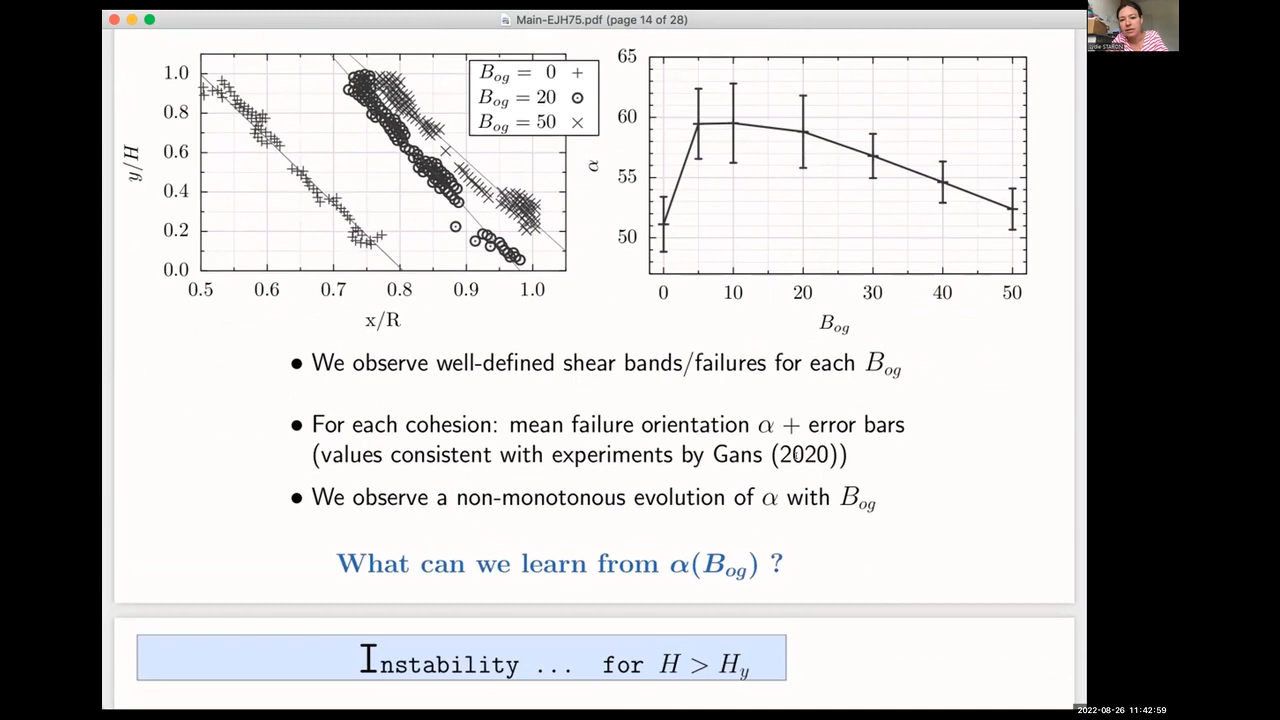 Main-EJH75.pdf (page 14 of 28)
Lydie STARON
1.0
0.8
0.6
0.4
0.2
0.0
y/H
0.5 0.6 0.7 0.8 0.9 1.0
x/R
B_og = 0 +
B_og = 20 ⊙
B_og = 50 ×
65
60
55
50
α
0 10 20 30 40 50
B_og
• We observe well-defined shear bands/failures for each B_og
• For each cohesion: mean failure orientation α + error bars
(values consistent with experiments by Gans (2020))
• We observe a non-monotonous evolution of α with B_og
What can we learn from α(B_og) ?
Instability ... for H > H_y
2022-08-26 11:42:59